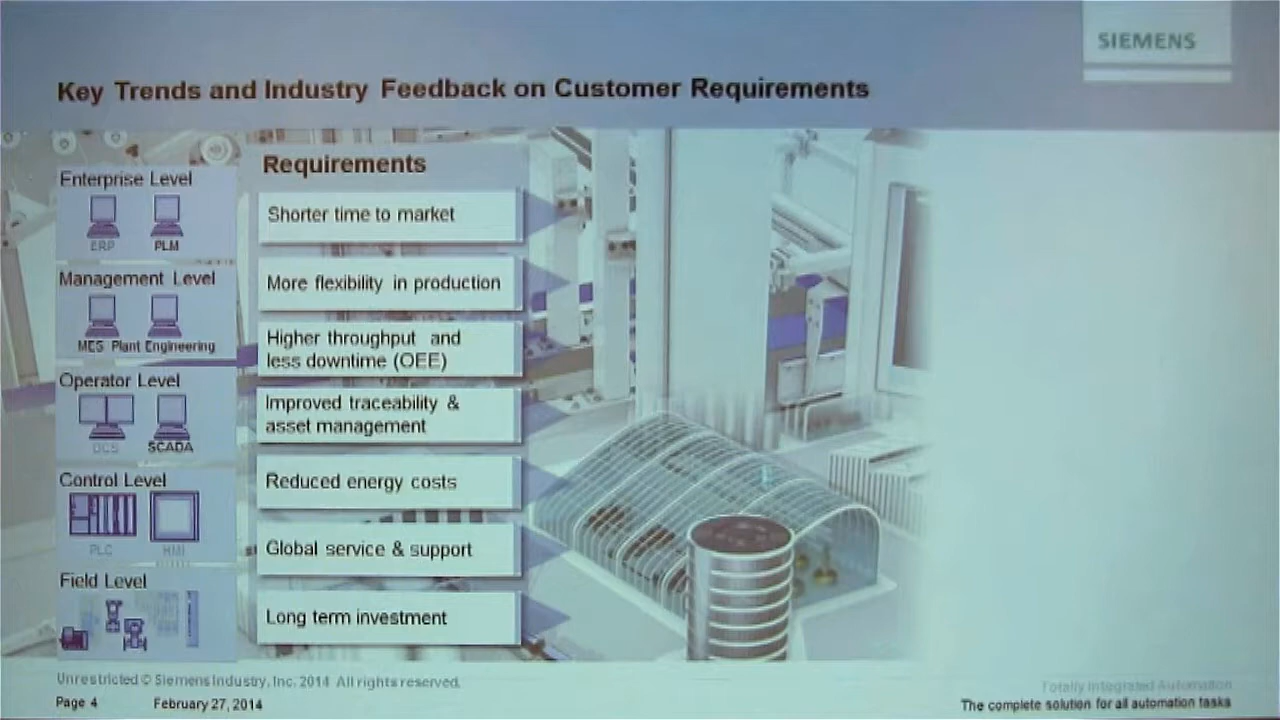 SIEMENS
Key Trends and Industry Feedback on Customer Requirements
Enterprise Level
ERP PLM
Management Level
MES Plant Engineering
Operator Level
DCS SCADA
Control Level
PLC HMI
Field Level
Requirements
Shorter time to market
More flexibility in production
Higher throughput and
less downtime (OEE)
Improved traceability &
asset management
Reduced energy costs
Global service & support
Long term investment
Unrestricted © Siemens Industry, Inc. 2014 All rights reserved.
Page 4 February 27, 2014
Totally Integrated Automation
The complete solution for all automation tasks